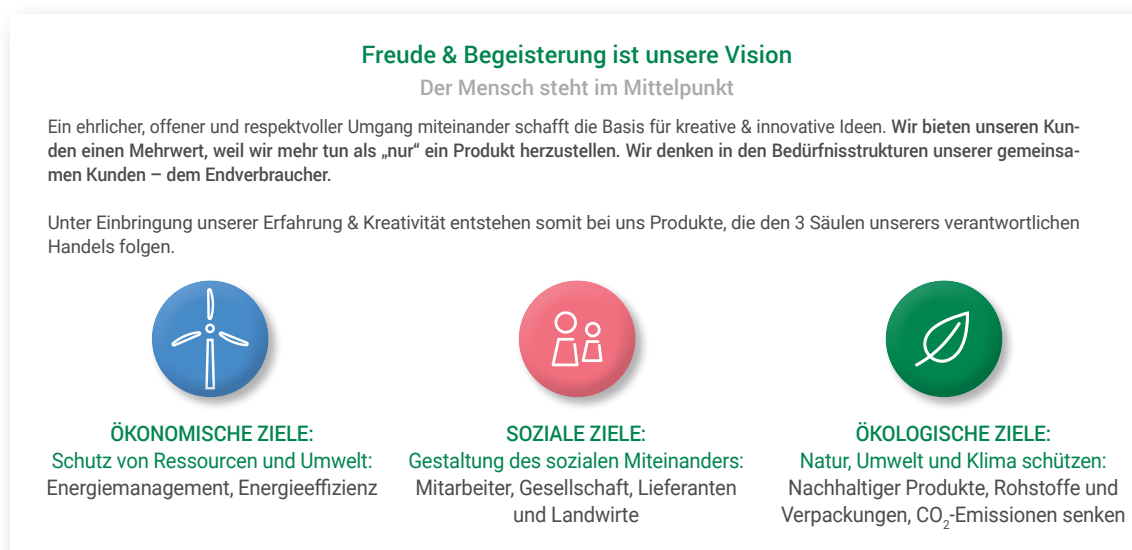 Freude & Begeisterung ist unsere Vision
Der Mensch steht im Mittelpunkt
Ein ehrlicher, offener und respektvoller Umgang miteinander schafft die Basis für kreative & innovative Ideen. Wir bieten unseren Kun-
den einen Mehrwert, weil wir mehr tun als „nur“ ein Produkt herzustellen. Wir denken in den Bedürfnisstrukturen unserer gemeinsa-
men Kunden – dem Endverbraucher.
Unter Einbringung unserer Erfahrung & Kreativität entstehen somit bei uns Produkte, die den 3 Säulen unserers verantwortlichen
Handels folgen.
ÖKONOMISCHE ZIELE:
Schutz von Ressourcen und Umwelt:
Energiemanagement, Energieeffizienz
SOZIALE ZIELE:
Gestaltung des sozialen Miteinanders:
Mitarbeiter, Gesellschaft, Lieferanten
und Landwirte
ÖKOLOGISCHE ZIELE:
Natur, Umwelt und Klima schützen:
Nachhaltiger Produkte, Rohstoffe und
Verpackungen, CO₂-Emissionen senken